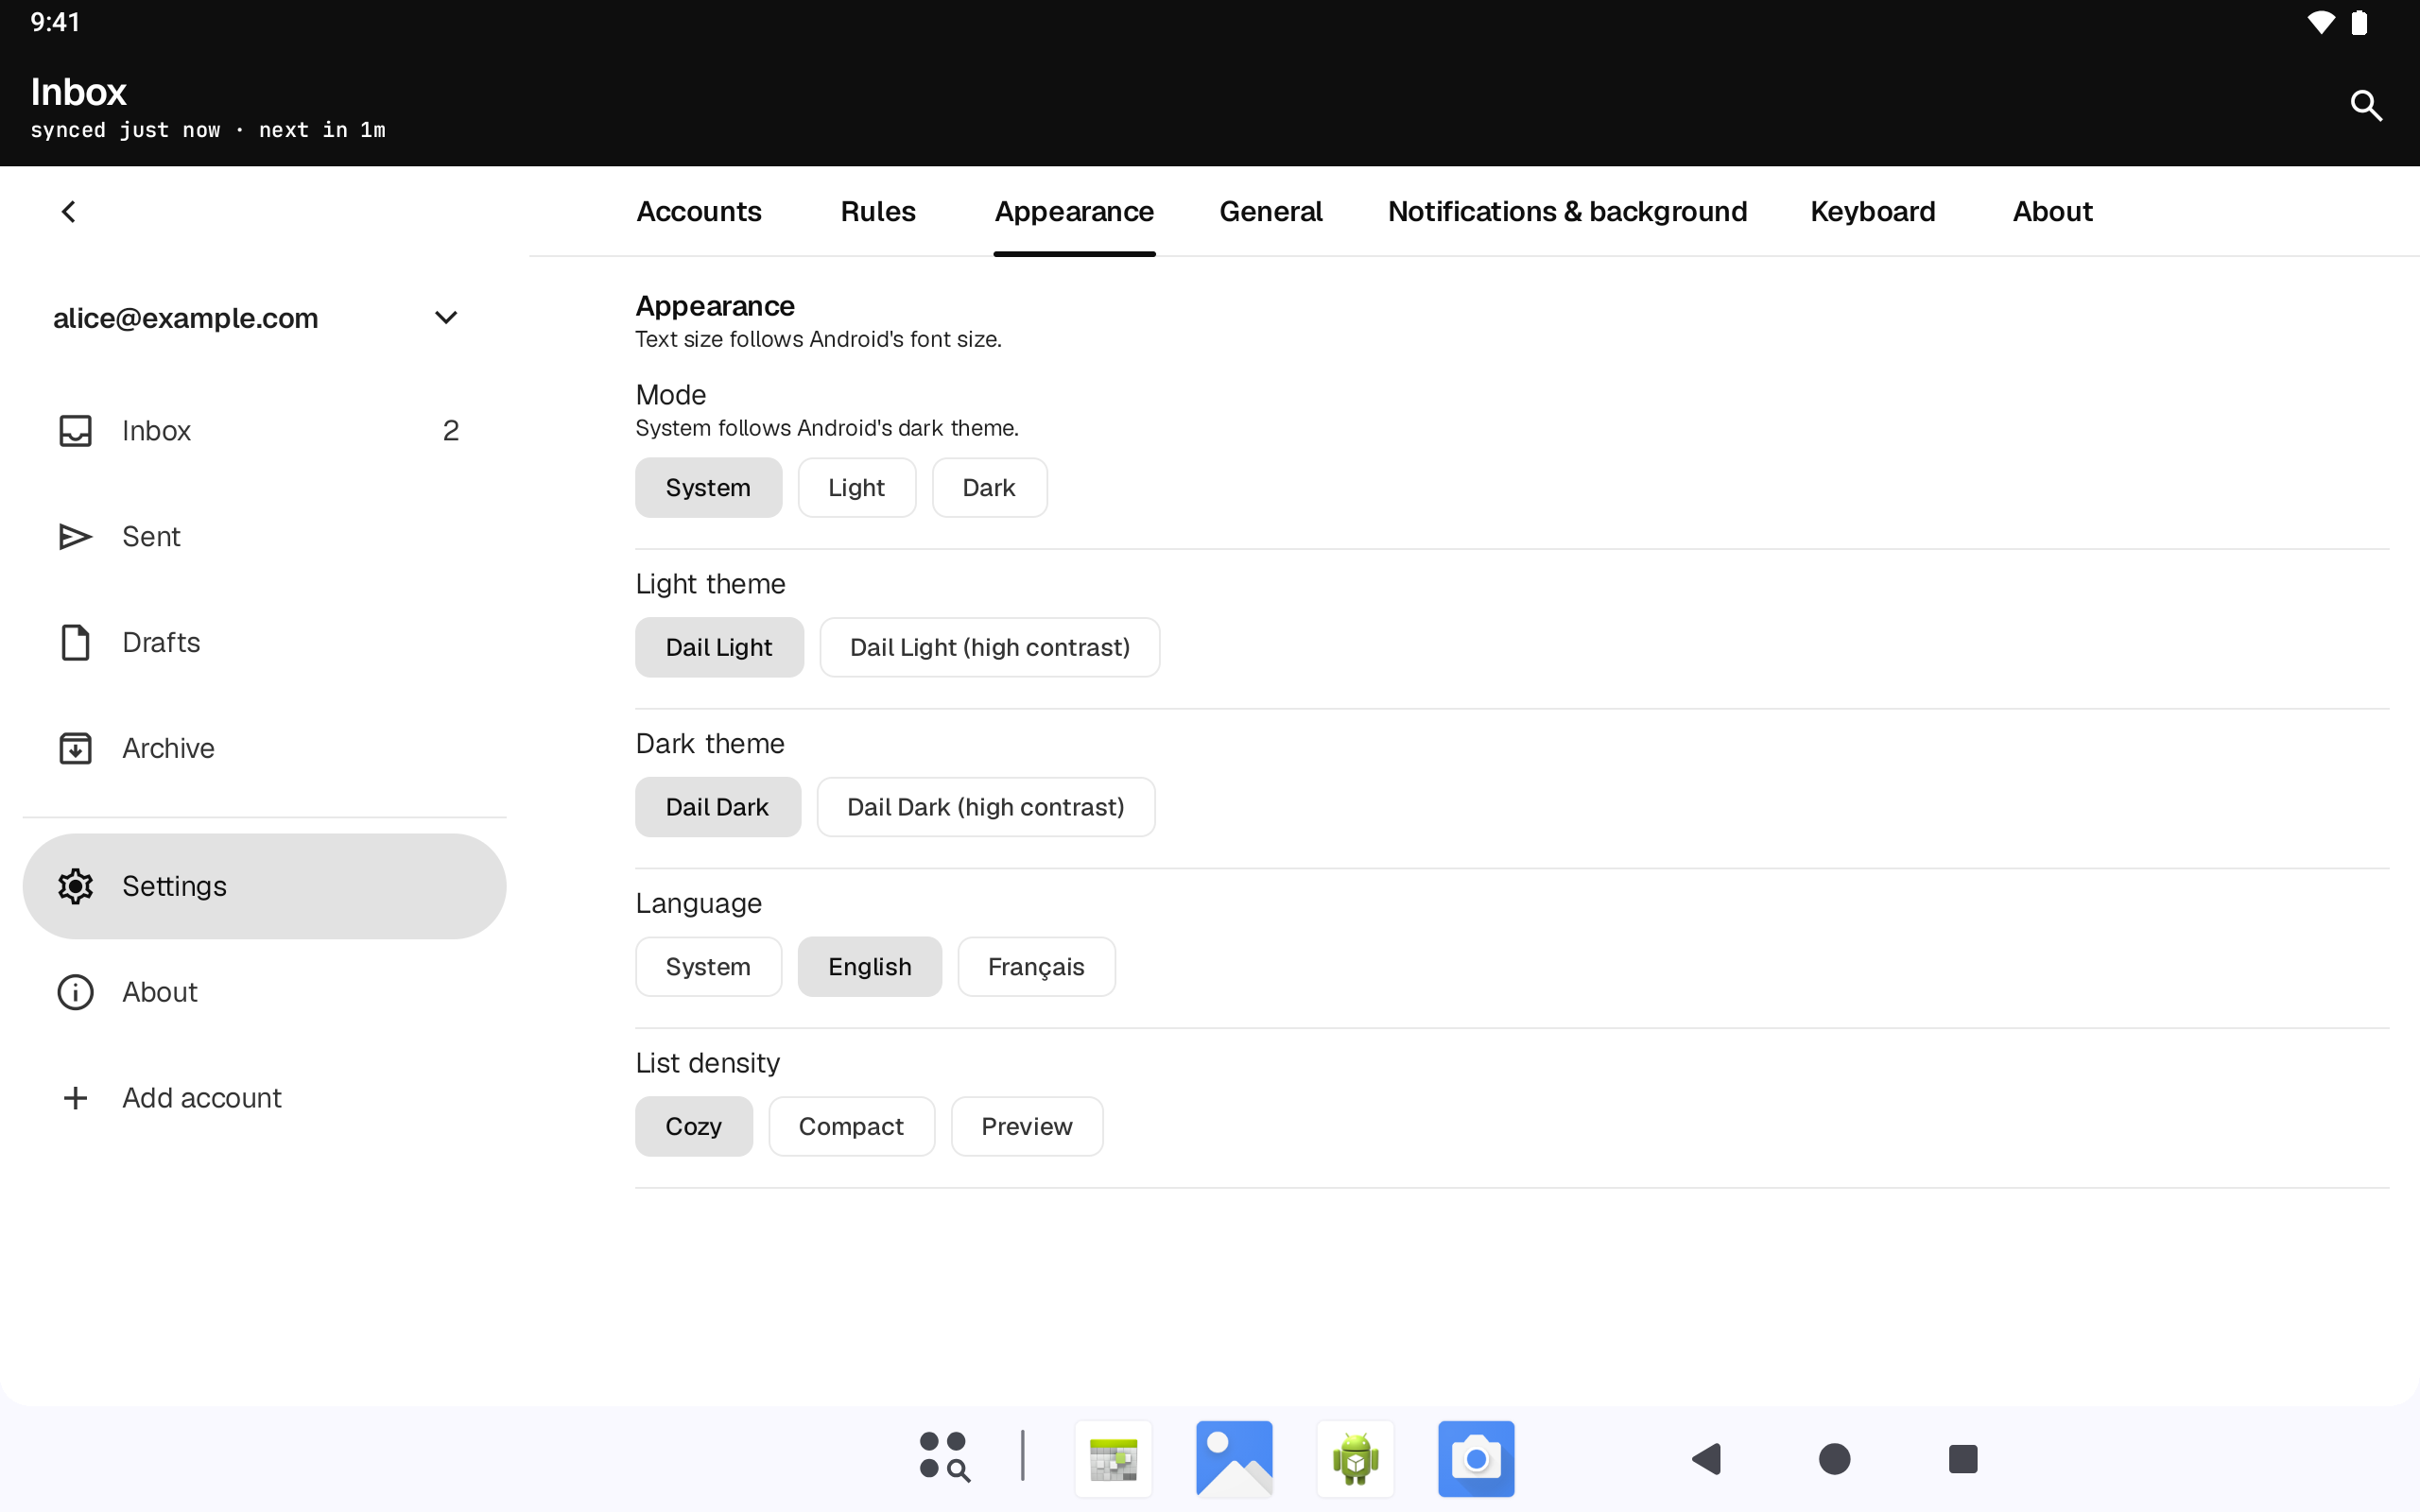 9:41
Inbox
synced just now · next in 1m
Accounts
Rules
Appearance
General
Notifications & background
Keyboard
About
alice@example.com
Inbox
2
Sent
Drafts
Archive
Settings
About
Add account
Appearance
Text size follows Android's font size.
Mode
System follows Android's dark theme.
System
Light
Dark
Light theme
Dail Light
Dail Light (high contrast)
Dark theme
Dail Dark
Dail Dark (high contrast)
Language
System
English
Français
List density
Cozy
Compact
Preview